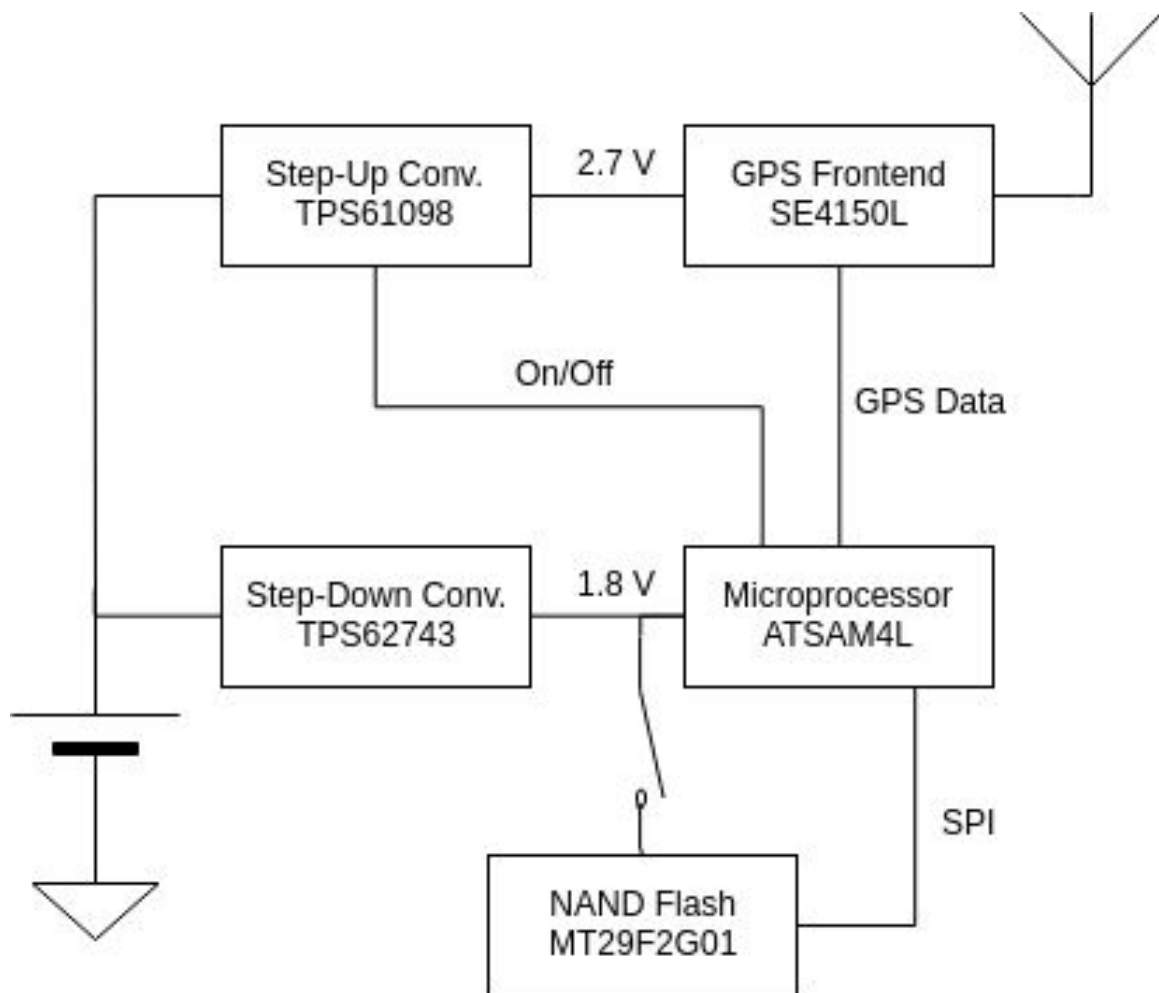 Step-Up Conv.
TPS61098
2.7 V
GPS Frontend
SE4150L
On/Off
GPS Data
Step-Down Conv.
TPS62743
1.8 V
Microprocessor
ATSAM4L
SPI
NAND Flash
MT29F2G01